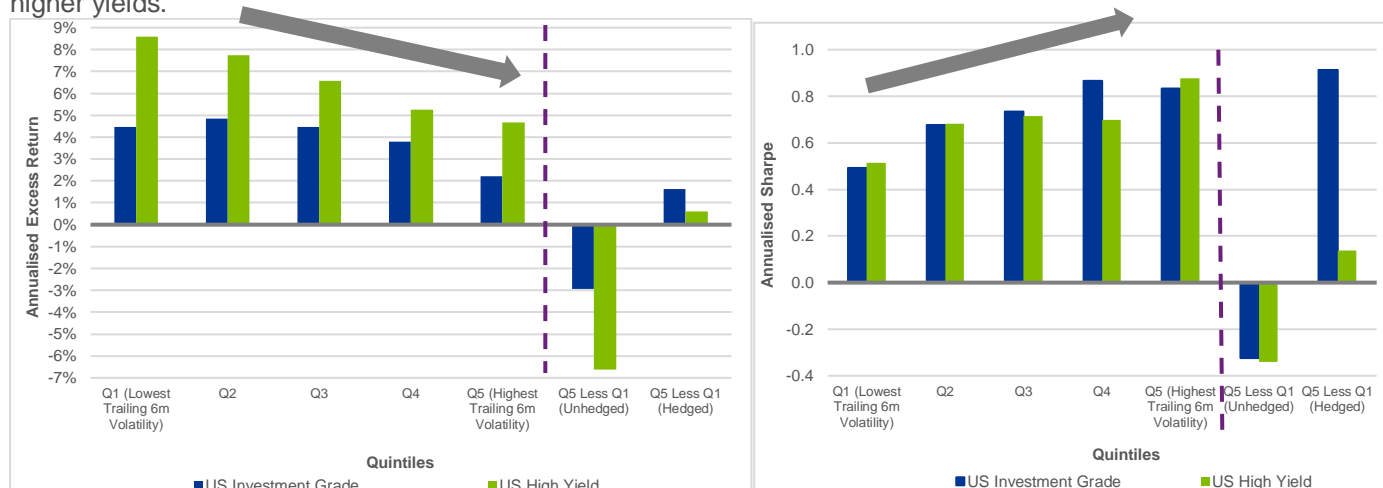 higher yields.
9%
8%
7%
6%
5%
4%
3%
2%
1%
0%
-1%
-2%
-3%
-4%
-5%
-6%
-7%
Annualised Excess Return
Q1 (Lowest
Trailing 6m
Volatility)
Q2
Q3
Q4
Q5 (Highest
Trailing 6m
Volatility)
Q5 Less Q1
(Unhedged)
Q5 Less Q1
(Hedged)
Quintiles
US Investment Grade
US High Yield
1.0
0.8
0.6
0.4
0.2
0.0
-0.2
-0.4
Annualised Sharpe
Q1 (Lowest
Trailing 6m
Volatility)
Q2
Q3
Q4
Q5 (Highest
Trailing 6m
Volatility)
Q5 Less Q1
(Unhedged)
Q5 Less Q1
(Hedged)
Quintiles
US Investment Grade
US High Yield